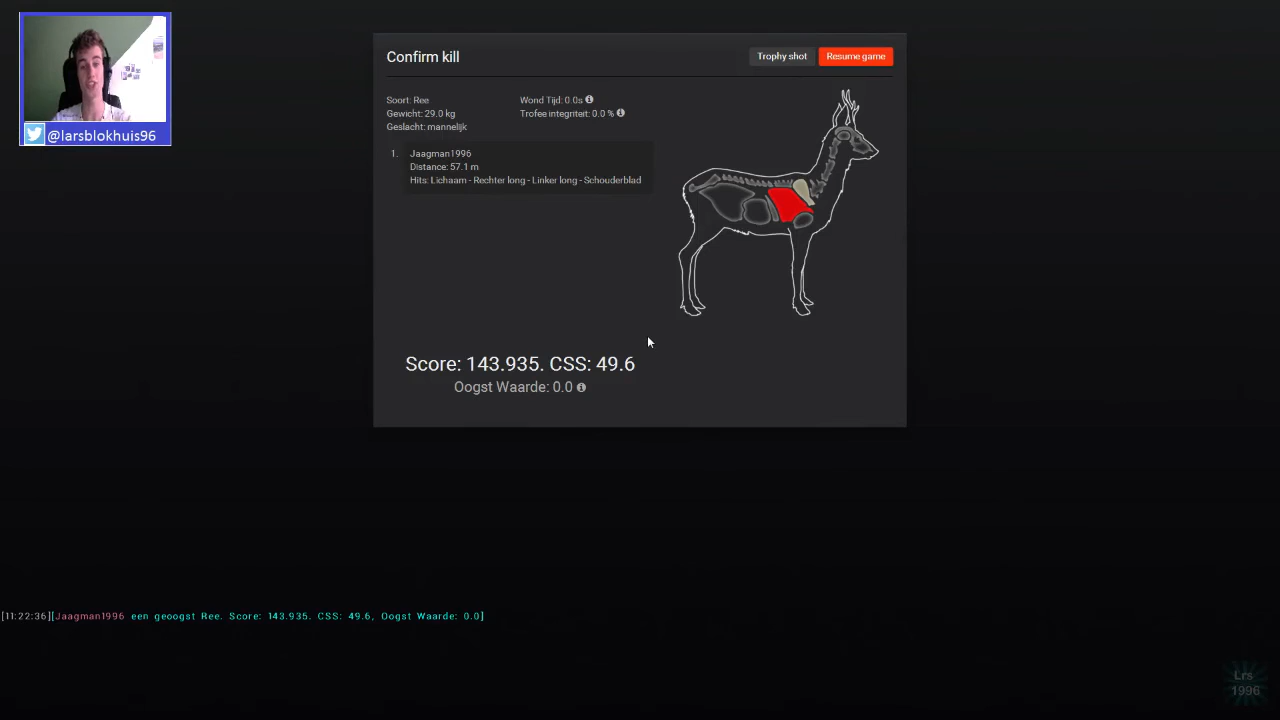 @larsblokhuis96
Confirm kill
Trophy shot
Resume game
Soort: Ree
Gewicht: 29.0 kg
Geslacht: mannelijk
Wond Tijd: 0.0s
Trofee integriteit: 0.0 %
1. Jaagman1996
Distance: 57.1 m
Hits: Lichaam - Rechter long - Linker long - Schouderblad
Score: 143.935. CSS: 49.6
Oogst Waarde: 0.0
[11:22:36][Jaagman1996 een geoogst Ree. Score: 143.935. CSS: 49.6, Oogst Waarde: 0.0]
Lrs
1996